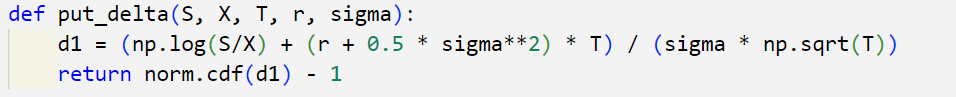 def put_delta(S, X, T, r, sigma):
    d1 = (np.log(S/X) + (r + 0.5 * sigma**2) * T) / (sigma * np.sqrt(T))
    return norm.cdf(d1) - 1